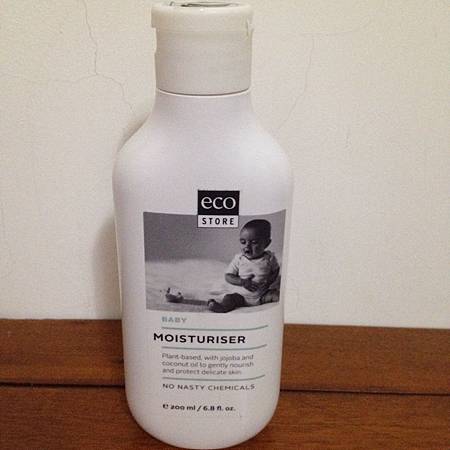 eco
STORE
BABY
MOISTURISER
Plant-based, with jojoba and
coconut oil to gently nourish
and protect delicate skin.
NO NASTY CHEMICALS
e 200 ml / 6.8 fl. oz.